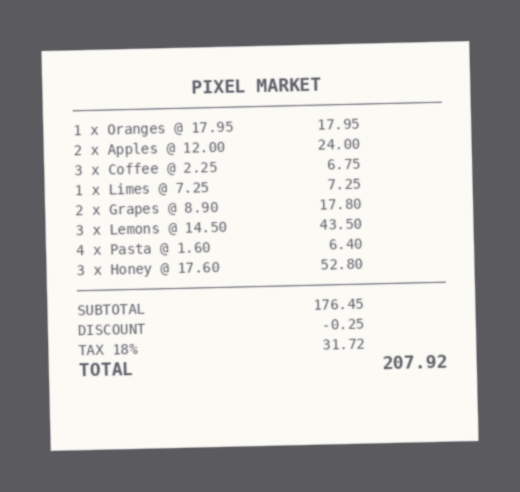 PIXEL MARKET
1 x Oranges @ 17.95 17.95
2 x Apples @ 12.00 24.00
3 x Coffee @ 2.25 6.75
1 x Limes @ 7.25 7.25
2 x Grapes @ 8.90 17.80
3 x Lemons @ 14.50 43.50
4 x Pasta @ 1.60 6.40
3 x Honey @ 17.60 52.80
SUBTOTAL 176.45
DISCOUNT -0.25
TAX 18% 31.72
TOTAL 207.92